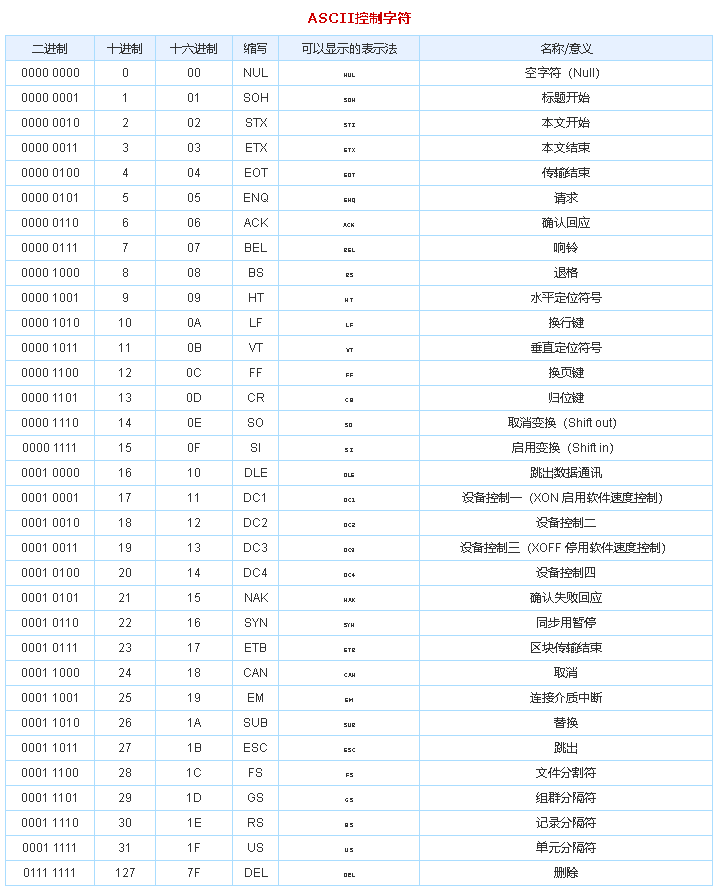 ASCII控制字符
二进制 十进制 十六进制 缩写 可以显示的表示法 名称/意义
0000 0000 0 00 NUL NUL 空字符（Null）
0000 0001 1 01 SOH SOH 标题开始
0000 0010 2 02 STX STX 本文开始
0000 0011 3 03 ETX ETX 本文结束
0000 0100 4 04 EOT EOT 传输结束
0000 0101 5 05 ENQ ENQ 请求
0000 0110 6 06 ACK ACK 确认回应
0000 0111 7 07 BEL BEL 响铃
0000 1000 8 08 BS BS 退格
0000 1001 9 09 HT HT 水平定位符号
0000 1010 10 0A LF LF 换行键
0000 1011 11 0B VT VT 垂直定位符号
0000 1100 12 0C FF FF 换页键
0000 1101 13 0D CR CR 归位键
0000 1110 14 0E SO SO 取消变换（Shift out）
0000 1111 15 0F SI SI 启用变换（Shift in）
0001 0000 16 10 DLE DLE 跳出数据通讯
0001 0001 17 11 DC1 DC1 设备控制一（XON 启用软件速度控制）
0001 0010 18 12 DC2 DC2 设备控制二
0001 0011 19 13 DC3 DC3 设备控制三（XOFF 停用软件速度控制）
0001 0100 20 14 DC4 DC4 设备控制四
0001 0101 21 15 NAK NAK 确认失败回应
0001 0110 22 16 SYN SYN 同步用暂停
0001 0111 23 17 ETB ETB 区块传输结束
0001 1000 24 18 CAN CAN 取消
0001 1001 25 19 EM EM 连接介质中断
0001 1010 26 1A SUB SUB 替换
0001 1011 27 1B ESC ESC 跳出
0001 1100 28 1C FS FS 文件分割符
0001 1101 29 1D GS GS 组群分隔符
0001 1110 30 1E RS RS 记录分隔符
0001 1111 31 1F US US 单元分隔符
0111 1111 127 7F DEL DEL 删除